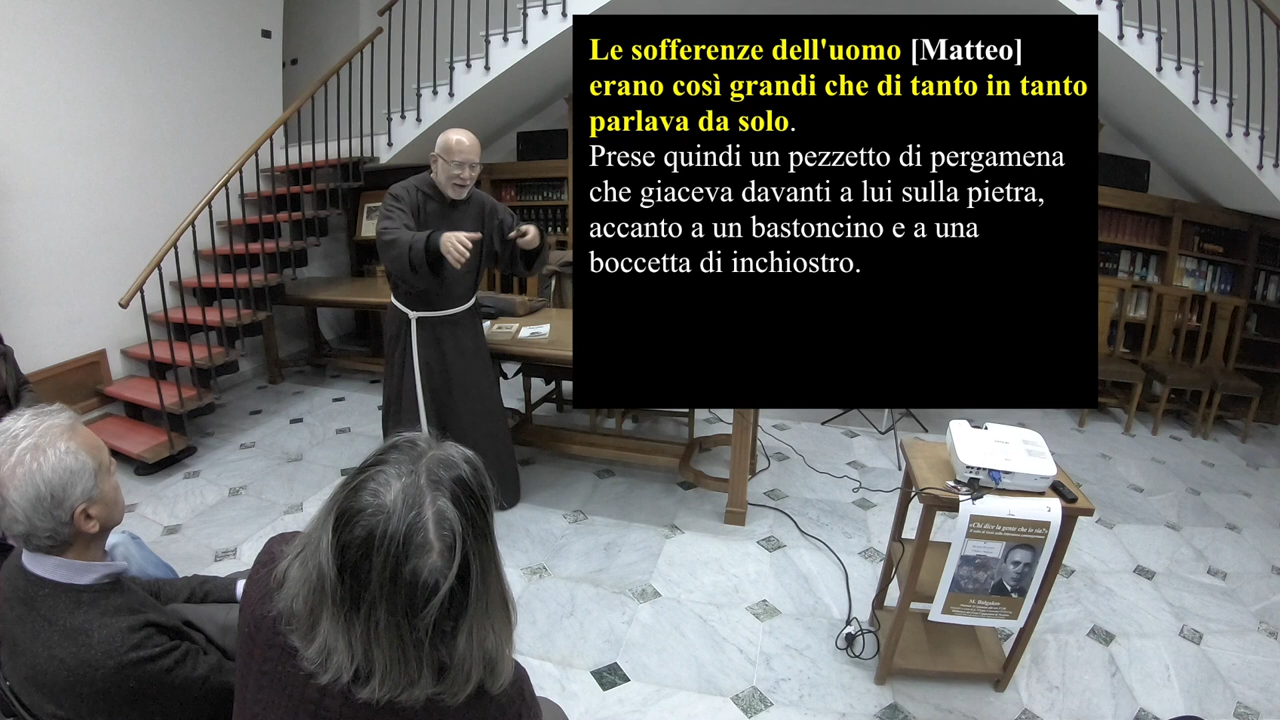 Le sofferenze dell'uomo [Matteo]
erano così grandi che di tanto in tanto
parlava da solo.
Prese quindi un pezzetto di pergamena
che giaceva davanti a lui sulla pietra,
accanto a un bastoncino e a una
boccetta di inchiostro.
«Chi dice la gente che io sia?»
M. Bulgakov